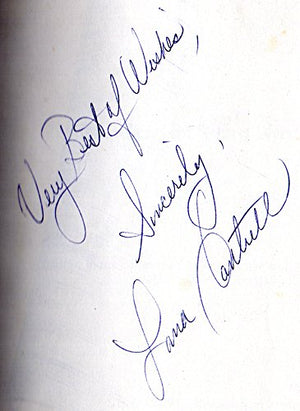 Very Best of Wishes,
Sincerely,
Lana Cantrell